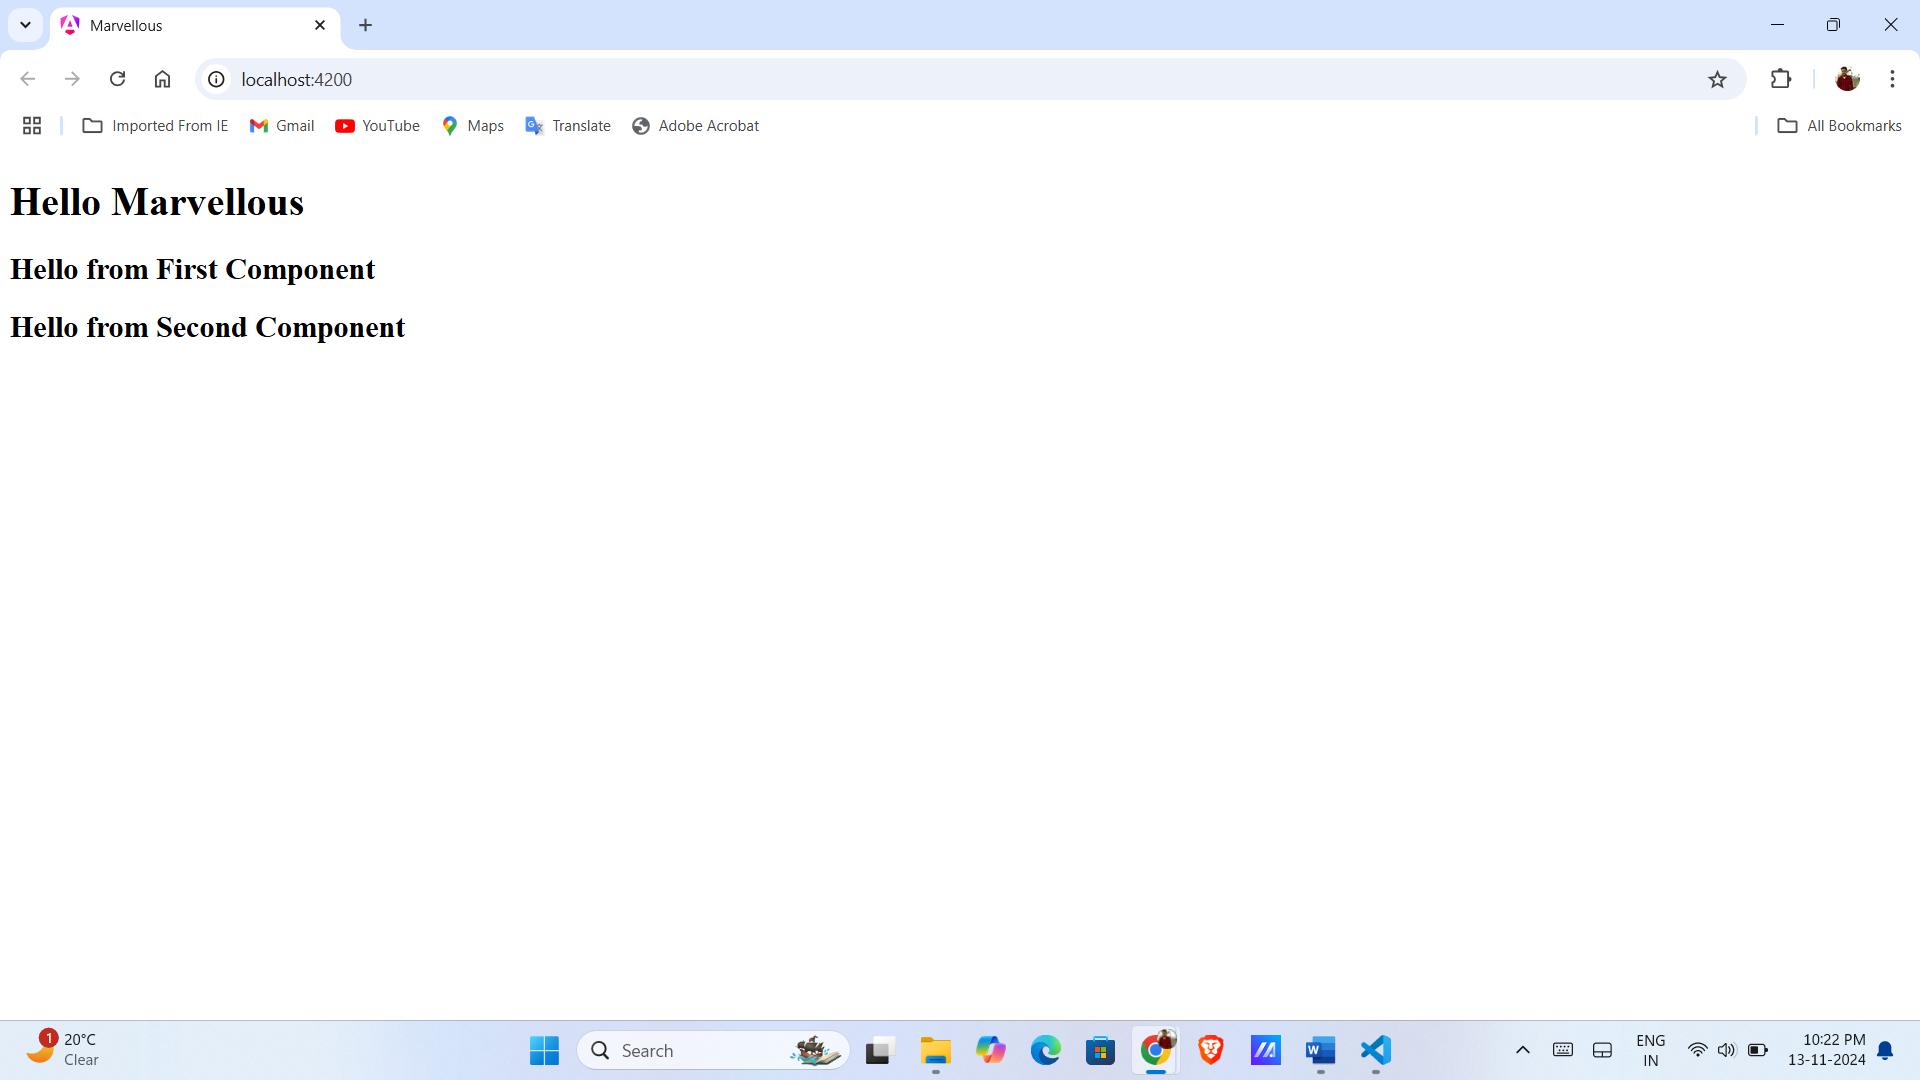 Marvellous
localhost:4200
Imported From IE Gmail YouTube Maps Translate Adobe Acrobat All Bookmarks
Hello Marvellous
Hello from First Component
Hello from Second Component
1 20°C
Clear
Search
ENG
IN
10:22 PM
13-11-2024